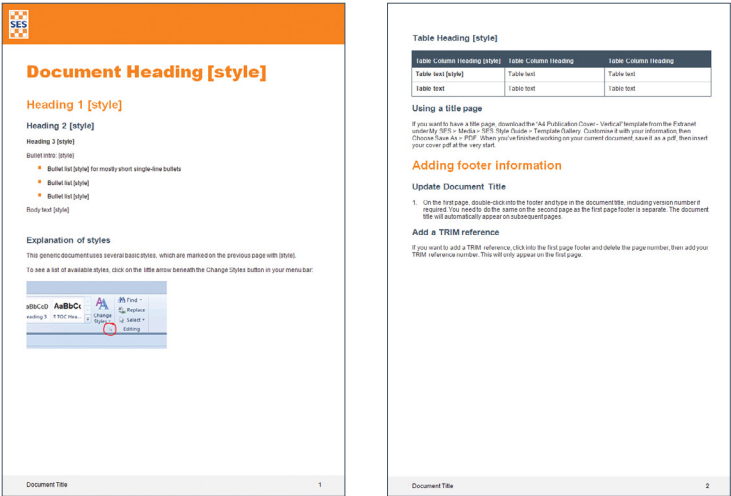 SES
Document Heading [style]
Heading 1 [style]
Heading 2 [style]
Heading 3 [style]
Bullet intro: [style]
Bullet list [style] for mostly short single-line bullets
Bullet list [style]
Bullet list [style]
Body text [style]
Explanation of styles
This generic document uses several basic styles, which are marked on the previous page with [style].
To see a list of available styles, click on the little arrow beneath the Change Styles button in your menu bar:
aBbCcD AaBbCc
eading 3 ¶ TOC Hea...
Change
Styles
Find
Replace
Select
Editing
Document Title 1
Table Heading [style]
Table Column Heading [style] Table Column Heading Table Column Heading
Table text [style] Table text Table text
Table text Table text Table text
Using a title page
If you want to have a title page, download the "A4 Publication Cover - Vertical" template from the Extranet
under My SES > Media > SES Style Guide > Template Gallery. Customise it with your information, then
Choose Save As > PDF. When you've finished working on your current document, save it as a pdf, then insert
your cover pdf at the very start.
Adding footer information
Update Document Title
1. On the first page, double-click into the footer and type in the document title, including version number if
required. You need to do the same on the second page as the first page footer is separate. The document
title will automatically appear on subsequent pages.
Add a TRIM reference
If you want to add a TRIM reference, click into the first page footer and delete the page number, then add your
TRIM reference number. This will only appear on the first page.
Document Title 2